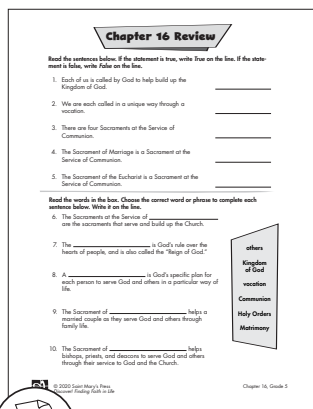 Chapter 16 Review
Read the sentences below. If the statement is true, write True on the line. If the state-
ment is false, write False on the line.
1. Each of us is called by God to help build up the
Kingdom of God.
2. We are each called in a unique way through a
vocation.
3. There are four Sacraments at the Service of
Communion.
4. The Sacrament of Marriage is a Sacrament at the
Service of Communion.
5. The Sacrament of the Eucharist is a Sacrament at the
Service of Communion.
Read the words in the box. Choose the correct word or phrase to complete each
sentence below. Write it on the line.
6. The Sacraments at the Service of
are the sacraments that serve and build up the Church.
7. The is God's rule over the
hearts of people, and is also called the "Reign of God."
8. A is God's specific plan for
each person to serve God and others in a particular way of
life.
9. The Sacrament of helps a
married couple as they serve God and others through
family life.
10. The Sacrament of helps
bishops, priests, and deacons to serve God and others
through their service to God and the Church.
others
Kingdom
of God
vocation
Communion
Holy Orders
Matrimony
© 2020 Saint Mary's Press
Discover! Finding Faith in Life
Chapter 16, Grade 5